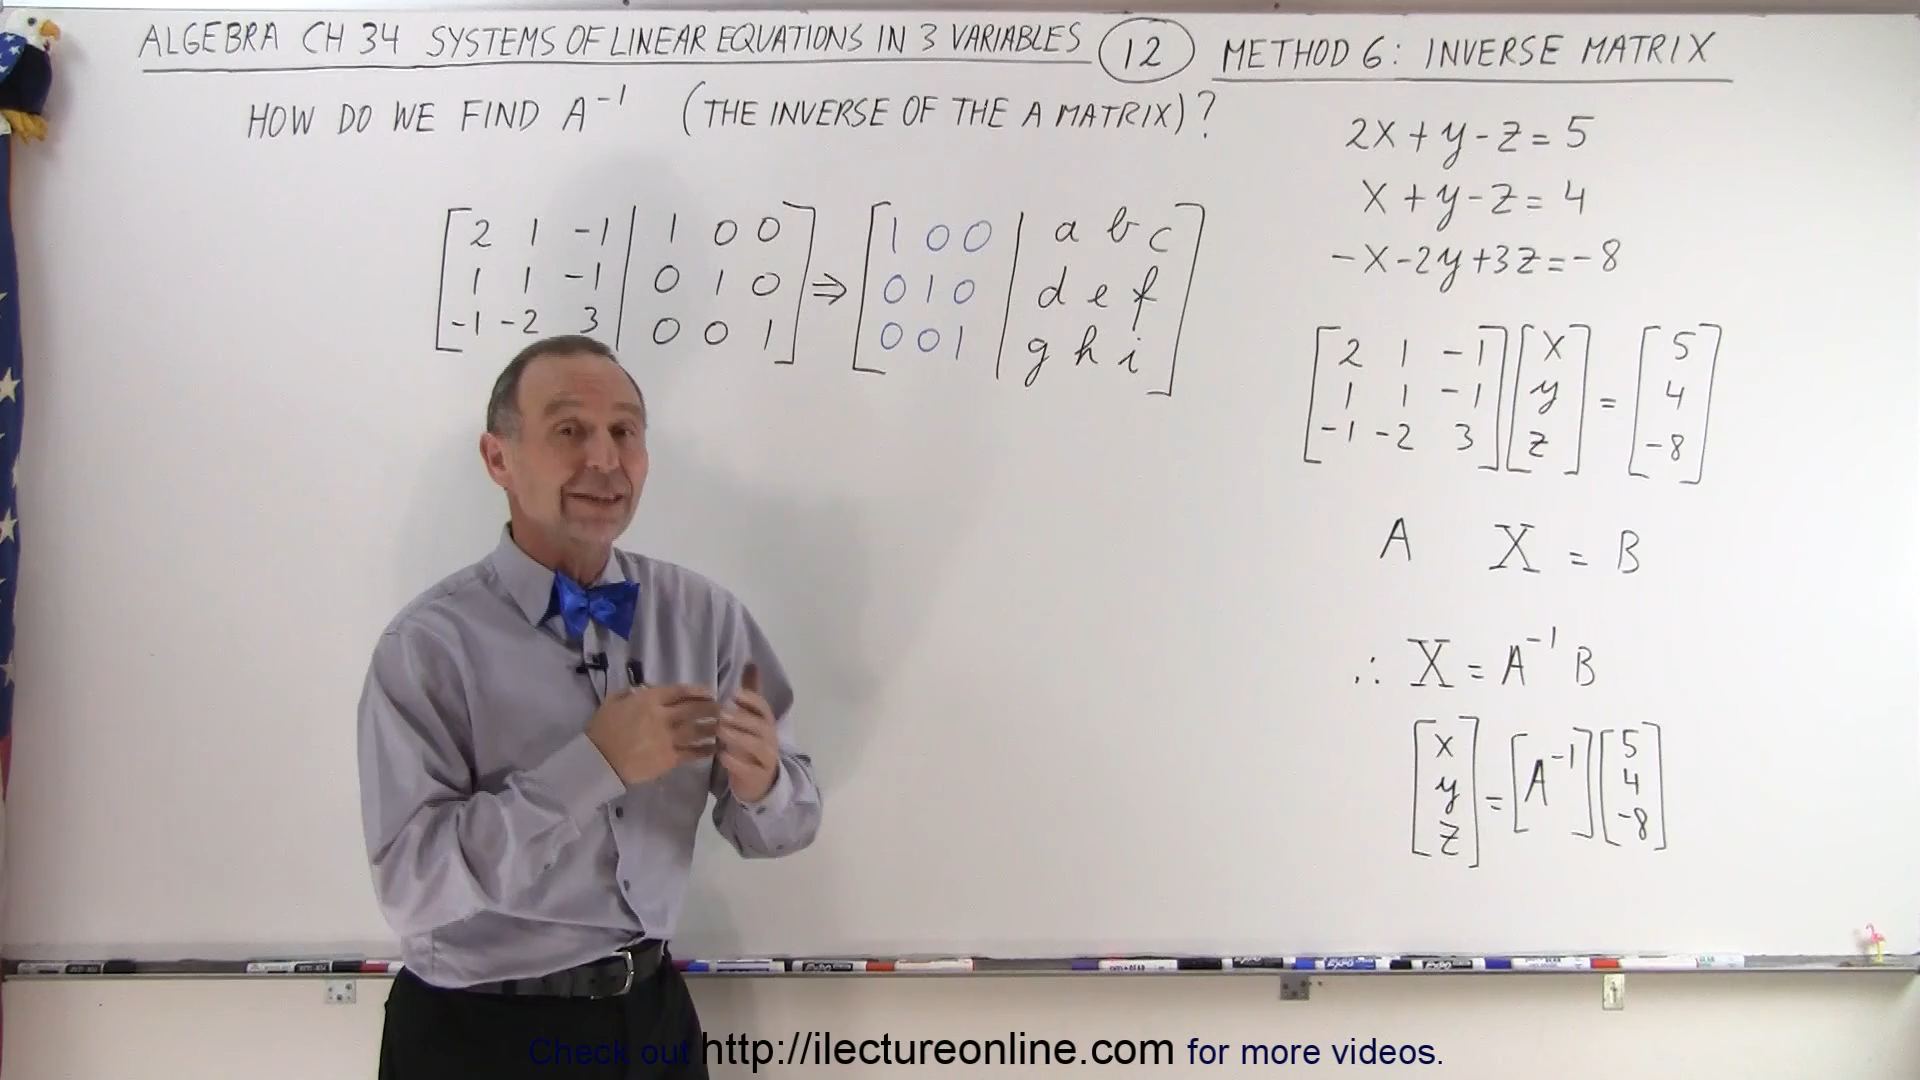 ALGEBRA CH 34 SYSTEMS OF LINEAR EQUATIONS IN 3 VARIABLES 12 METHOD 6: INVERSE MATRIX
HOW DO WE FIND A⁻¹ (THE INVERSE OF THE A MATRIX)?
2 1 -1 | 1 0 0 ⇒ 1 0 0 | a b c
1 1 -1 | 0 1 0 0 1 0 | d e f
-1 -2 3 | 0 0 1 0 0 1 | g h i
2x + y - z = 5
x + y - z = 4
-x - 2y + 3z = -8
2 1 -1 x 5
1 1 -1 y = 4
-1 -2 3 z -8
A X = B
∴ X = A⁻¹ B
x 5
y = [A⁻¹] 4
z -8
Check out http://ilectureonline.com for more videos.